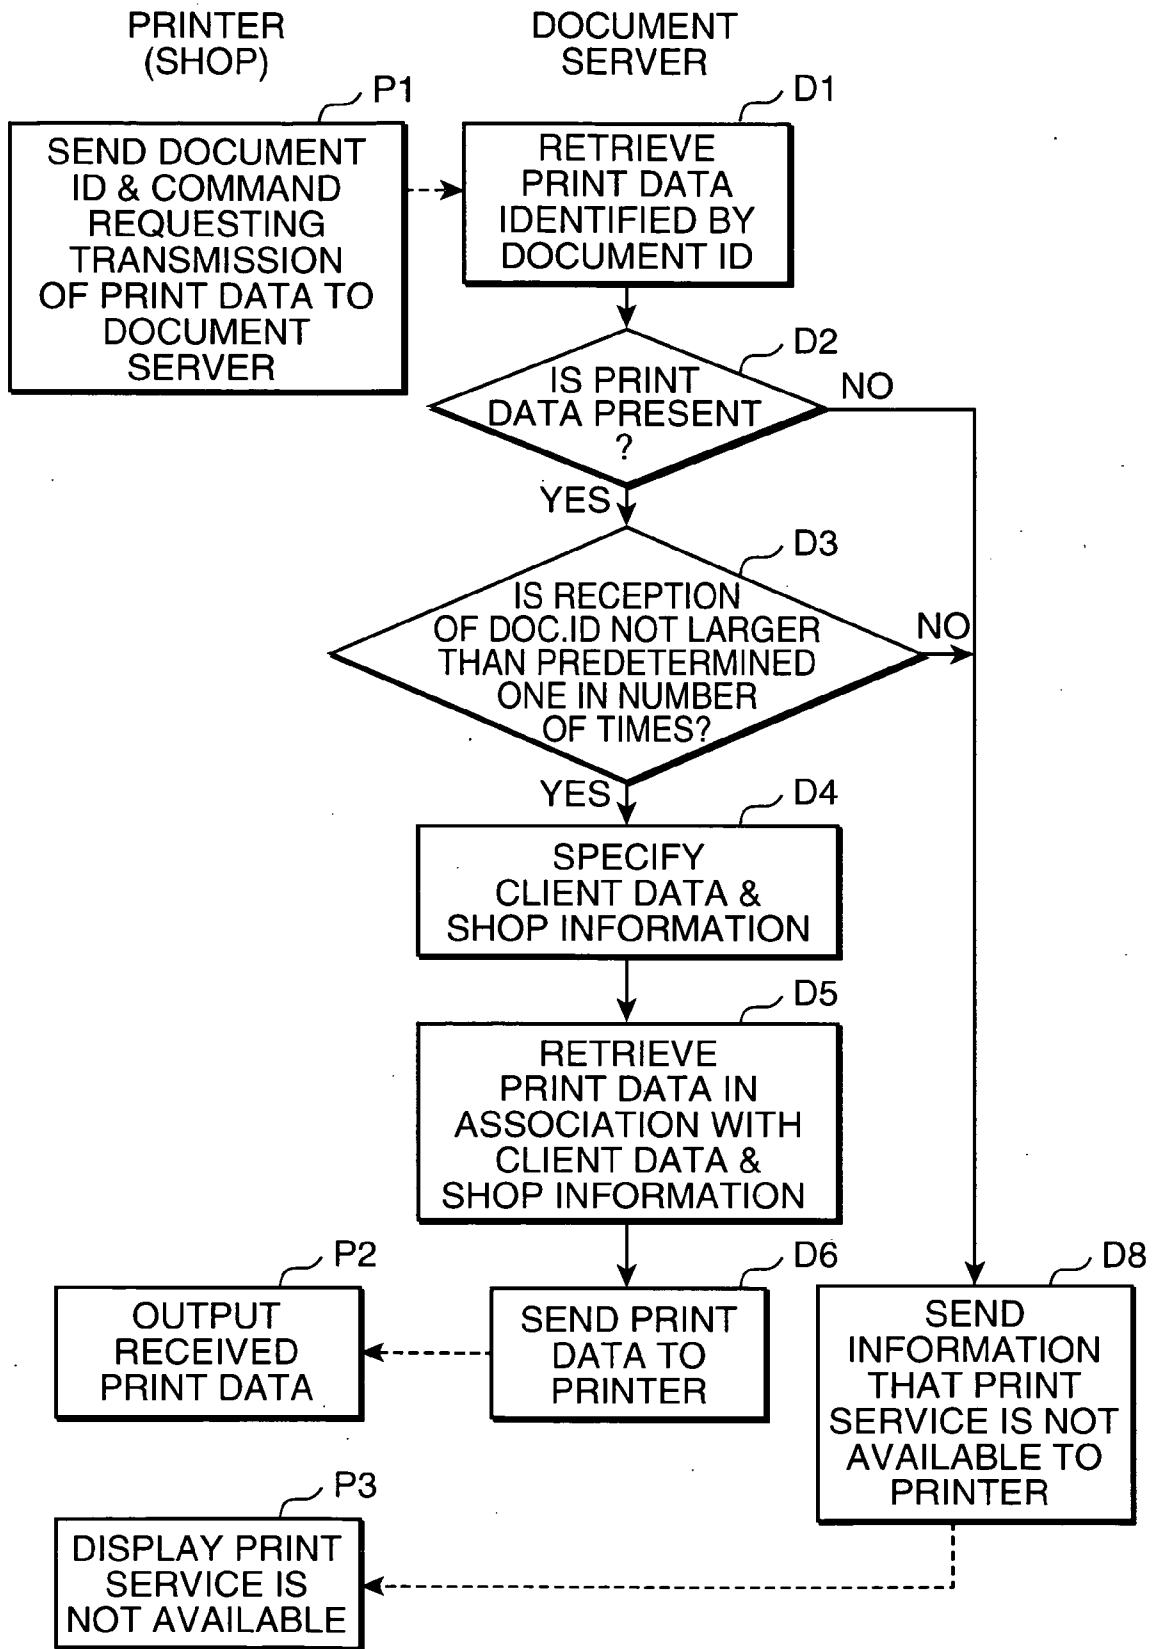 PRINTER
(SHOP)
DOCUMENT
SERVER
P1
SEND DOCUMENT
ID & COMMAND
REQUESTING
TRANSMISSION
OF PRINT DATA TO
DOCUMENT
SERVER
D1
RETRIEVE
PRINT DATA
IDENTIFIED BY
DOCUMENT ID
D2
IS PRINT
DATA PRESENT
?
NO
YES
D3
IS RECEPTION
OF DOC.ID NOT LARGER
THAN PREDETERMINED
ONE IN NUMBER
OF TIMES?
NO
YES
D4
SPECIFY
CLIENT DATA &
SHOP INFORMATION
D5
RETRIEVE
PRINT DATA IN
ASSOCIATION WITH
CLIENT DATA &
SHOP INFORMATION
P2
OUTPUT
RECEIVED
PRINT DATA
D6
SEND PRINT
DATA TO
PRINTER
D8
SEND
INFORMATION
THAT PRINT
SERVICE IS NOT
AVAILABLE TO
PRINTER
P3
DISPLAY PRINT
SERVICE IS
NOT AVAILABLE